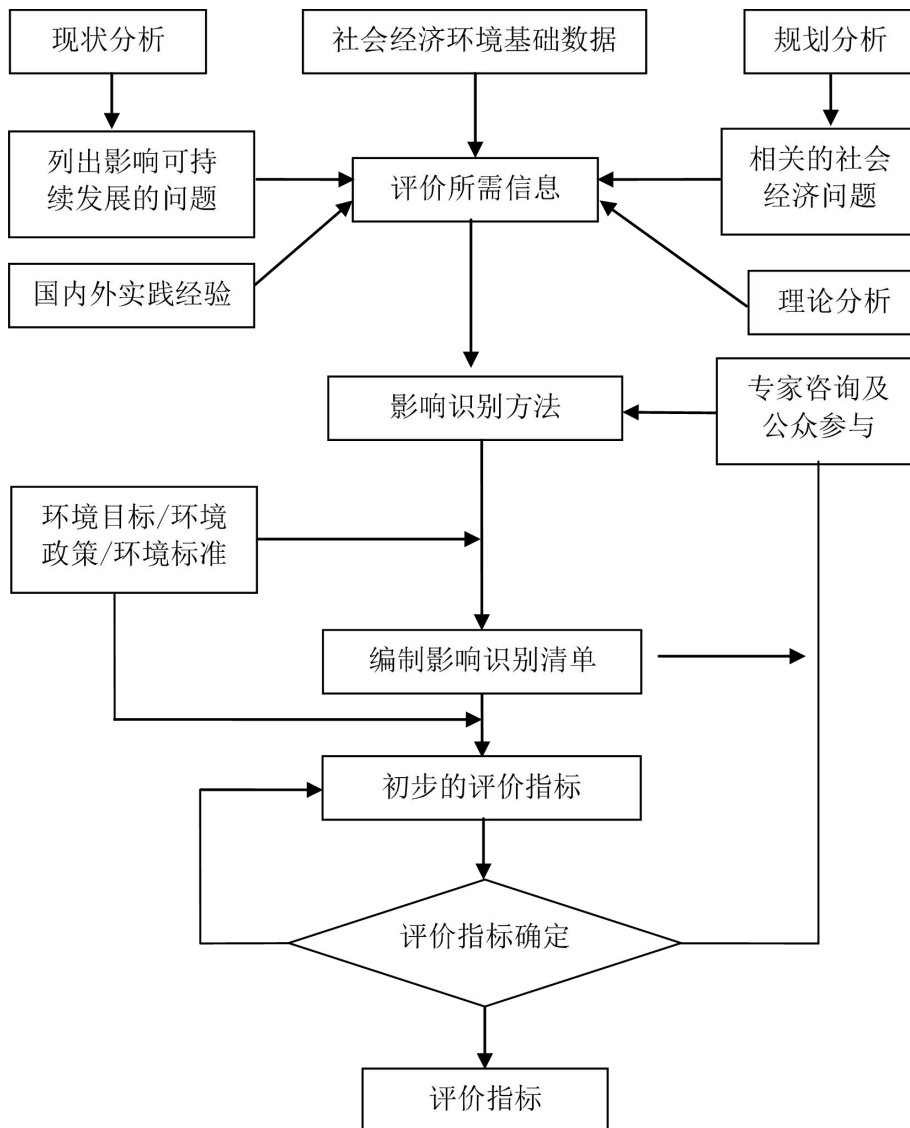 现状分析
社会经济环境基础数据
规划分析
列出影响可持
续发展的问题
评价所需信息
相关的社会
经济问题
国内外实践经验
理论分析
影响识别方法
专家咨询及
公众参与
环境目标/环境
政策/环境标准
编制影响识别清单
初步的评价指标
评价指标确定
评价指标